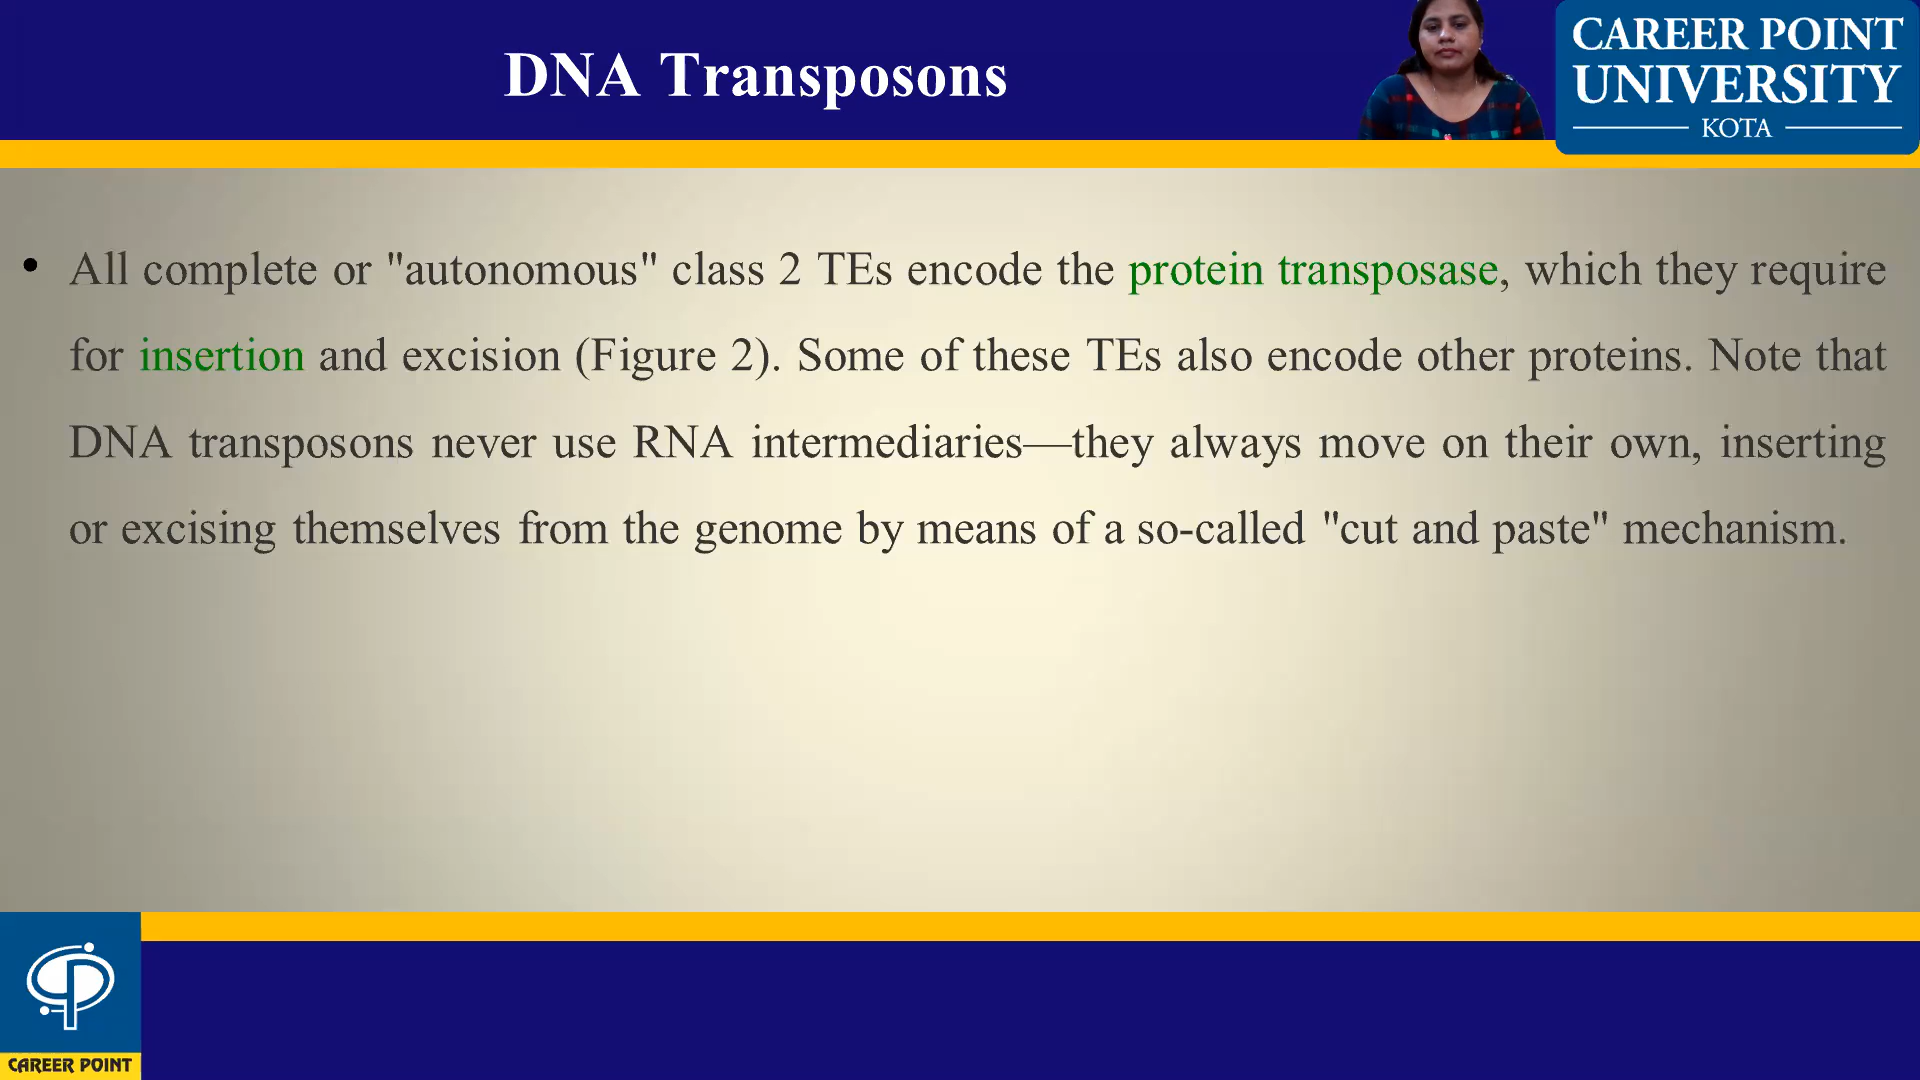 DNA Transposons
CAREER POINT
UNIVERSITY
KOTA
• All complete or "autonomous" class 2 TEs encode the protein transposase, which they require
for insertion and excision (Figure 2). Some of these TEs also encode other proteins. Note that
DNA transposons never use RNA intermediaries—they always move on their own, inserting
or excising themselves from the genome by means of a so-called "cut and paste" mechanism.
CAREER POINT